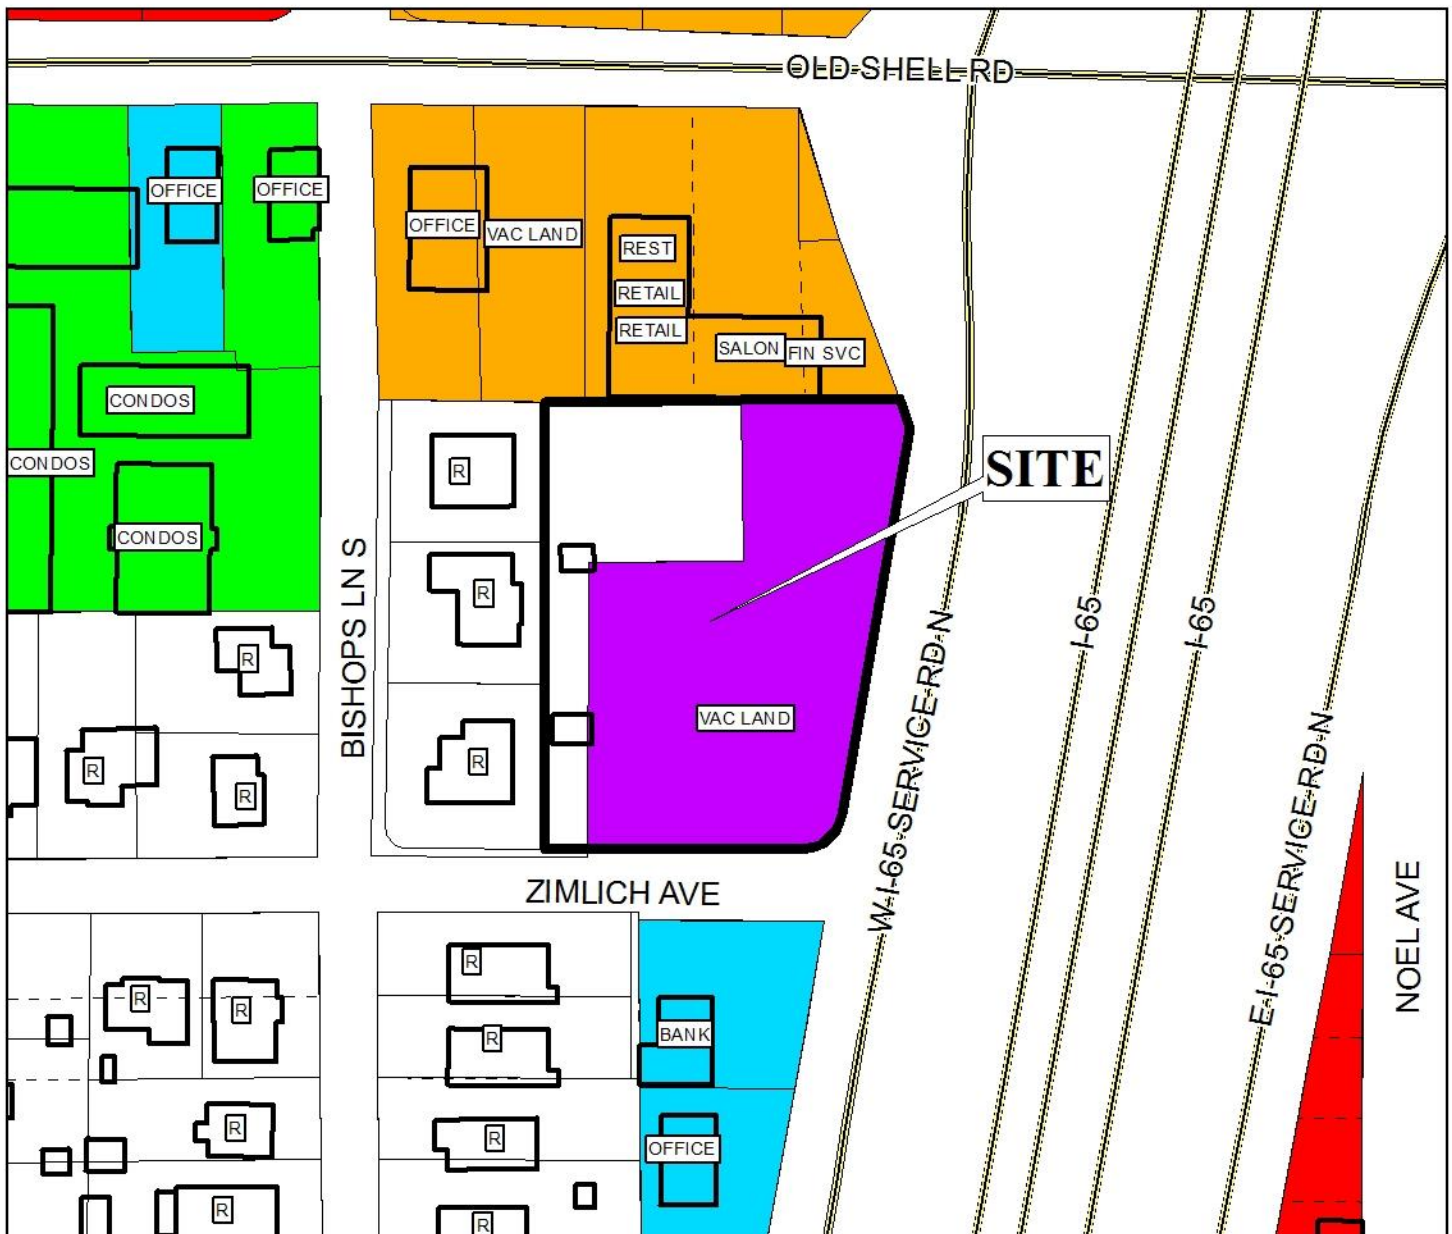 OLD SHELL RD
OFFICE
OFFICE
OFFICE
VAC LAND
REST
RETAIL
RETAIL
SALON
FIN SVC
CONDOS
CONDOS
CONDOS
R
SITE
R
BISHOPS LN S
R
R
R
R
R
VAC LAND
W-I-65-SERVICE-RD-N
I-65
I-65
E-I-65-SERVICE-RD-N
NOEL AVE
ZIMLICH AVE
R
R
R
R
BANK
R
R
OFFICE
R
R